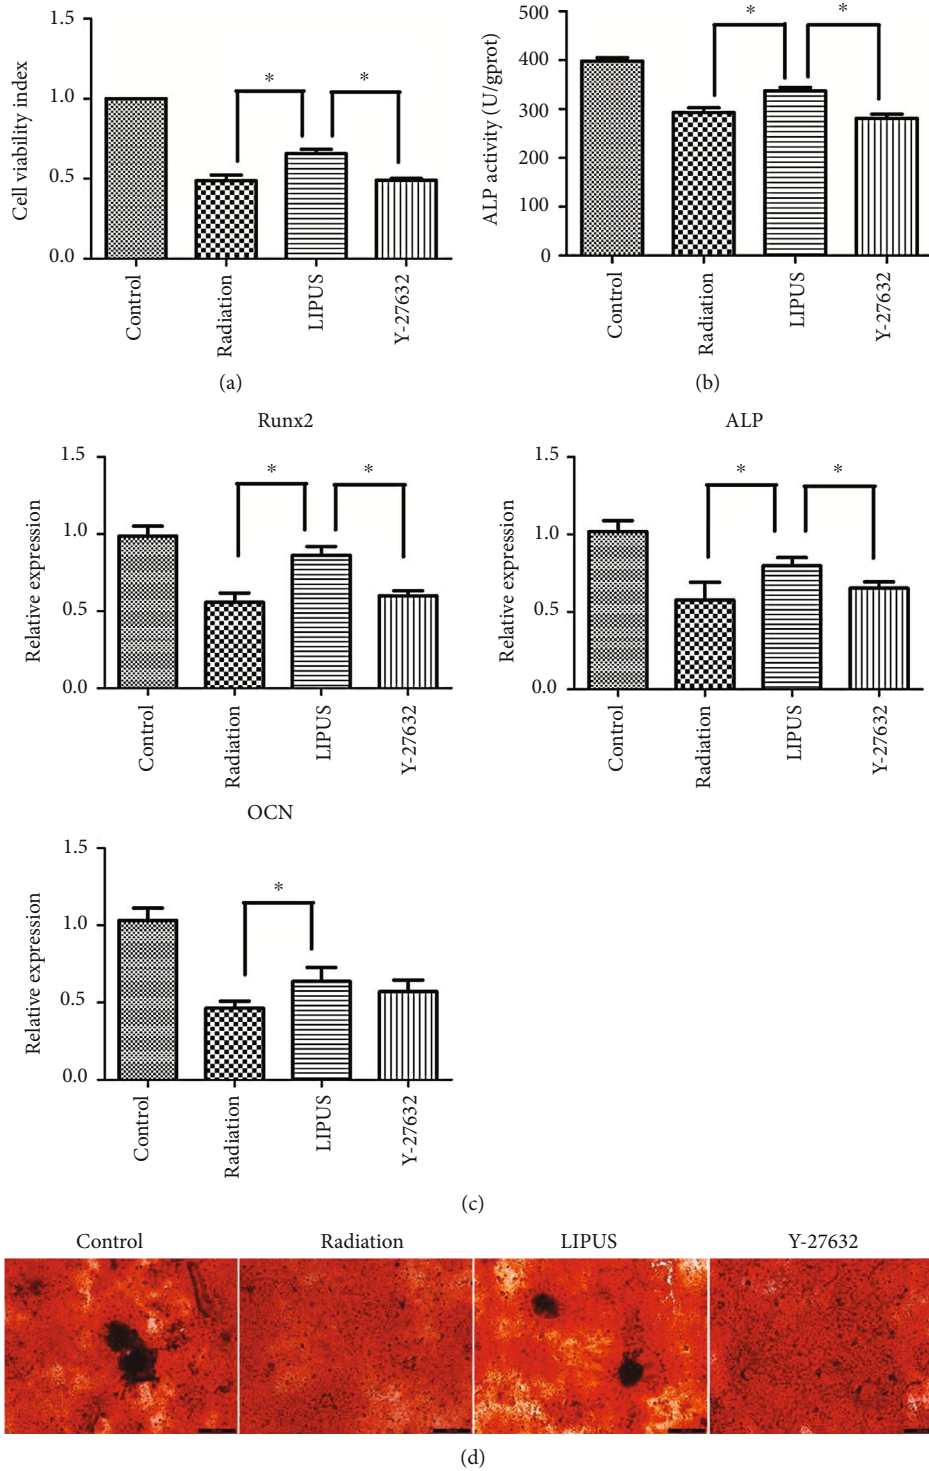 1.5
1.0
0.5
0.0
Cell viability index
* *
Control
Radiation
LIPUS
Y-27632
(a)
500
400
300
200
100
0
ALP activity (U/gprot)
* *
Control
Radiation
LIPUS
Y-27632
(b)
Runx2
1.5
1.0
0.5
0.0
Relative expression
* *
Control
Radiation
LIPUS
Y-27632
ALP
1.5
1.0
0.5
0.0
Relative expression
* *
Control
Radiation
LIPUS
Y-27632
OCN
1.5
1.0
0.5
0.0
Relative expression
*
Control
Radiation
LIPUS
Y-27632
(c)
Control Radiation LIPUS Y-27632
(d)